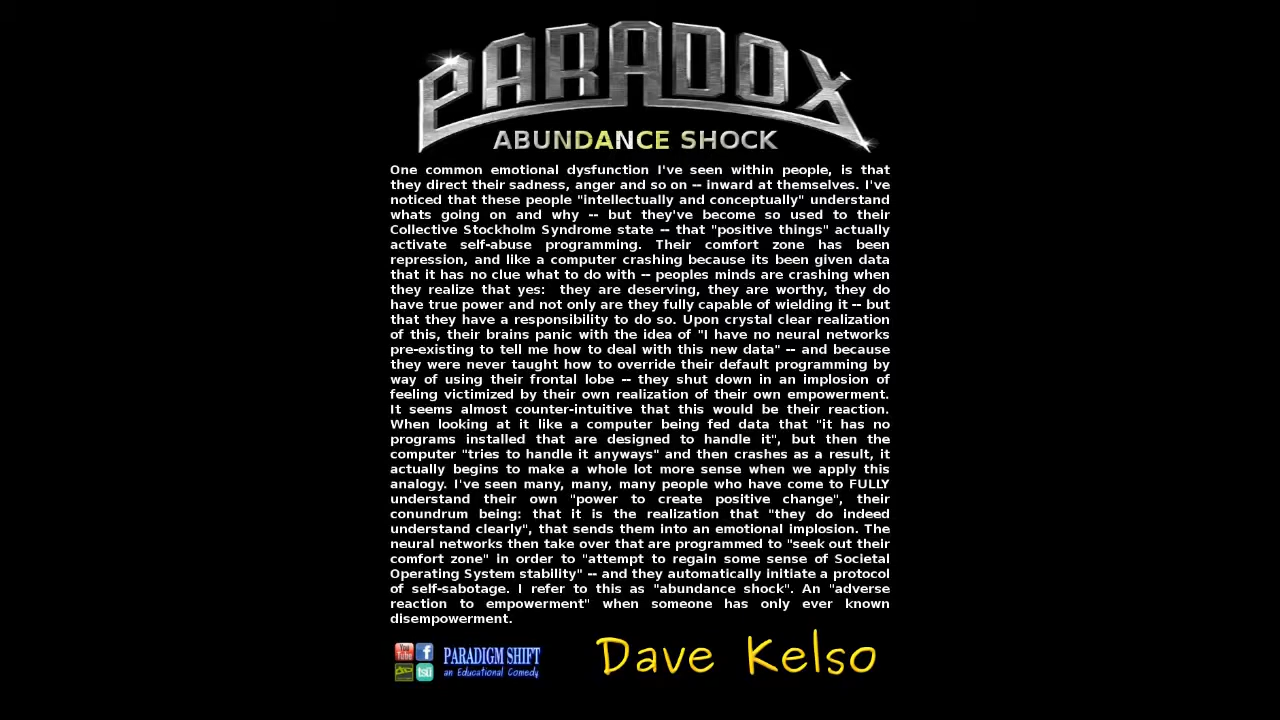 PARADOX
ABUNDANCE SHOCK
One common emotional dysfunction I've seen within people, is that
they direct their sadness, anger and so on -- inward at themselves. I've
noticed that these people "intellectually and conceptually" understand
whats going on and why -- but they've become so used to their
Collective Stockholm Syndrome state -- that "positive things" actually
activate self-abuse programming. Their comfort zone has been
repression, and like a computer crashing because its been given data
that it has no clue what to do with -- peoples minds are crashing when
they realize that yes:  they are deserving, they are worthy, they do
have true power and not only are they fully capable of wielding it -- but
that they have a responsibility to do so. Upon crystal clear realization
of this, their brains panic with the idea of "I have no neural networks
pre-existing to tell me how to deal with this new data" -- and because
they were never taught how to override their default programming by
way of using their frontal lobe -- they shut down in an implosion of
feeling victimized by their own realization of their own empowerment.
It seems almost counter-intuitive that this would be their reaction.
When looking at it like a computer being fed data that "it has no
programs installed that are designed to handle it", but then the
computer "tries to handle it anyways" and then crashes as a result, it
actually begins to make a whole lot more sense when we apply this
analogy. I've seen many, many, many people who have come to FULLY
understand their own "power to create positive change", their
conundrum being: that it is the realization that "they do indeed
understand clearly", that sends them into an emotional implosion. The
neural networks then take over that are programmed to "seek out their
comfort zone" in order to "attempt to regain some sense of Societal
Operating System stability" -- and they automatically initiate a protocol
of self-sabotage. I refer to this as "abundance shock". An "adverse
reaction to empowerment" when someone has only ever known
disempowerment.
You Tube f
tsu
PARADIGM SHIFT
an Educational Comedy
Dave Kelso